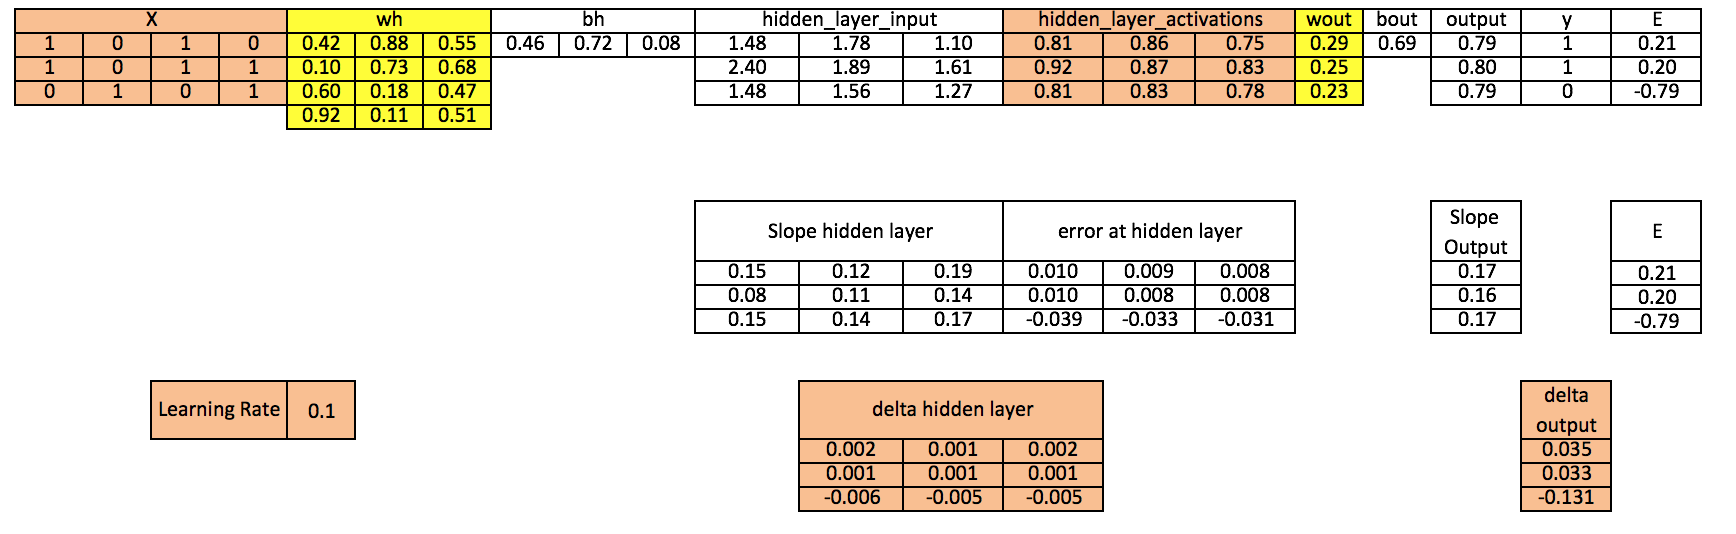 X wh bh hidden_layer_input hidden_layer_activations wout bout output y E
1 0 1 0 0.42 0.88 0.55 0.46 0.72 0.08 1.48 1.78 1.10 0.81 0.86 0.75 0.29 0.69 0.79 1 0.21
1 0 1 1 0.10 0.73 0.68 2.40 1.89 1.61 0.92 0.87 0.83 0.25 0.80 1 0.20
0 1 0 1 0.60 0.18 0.47 1.48 1.56 1.27 0.81 0.83 0.78 0.23 0.79 0 -0.79
0.92 0.11 0.51
Slope hidden layer error at hidden layer Slope E
Output
0.15 0.12 0.19 0.010 0.009 0.008 0.17 0.21
0.08 0.11 0.14 0.010 0.008 0.008 0.16 0.20
0.15 0.14 0.17 -0.039 -0.033 -0.031 0.17 -0.79
Learning Rate 0.1 delta hidden layer delta
output
0.002 0.001 0.002 0.035
0.001 0.001 0.001 0.033
-0.006 -0.005 -0.005 -0.131